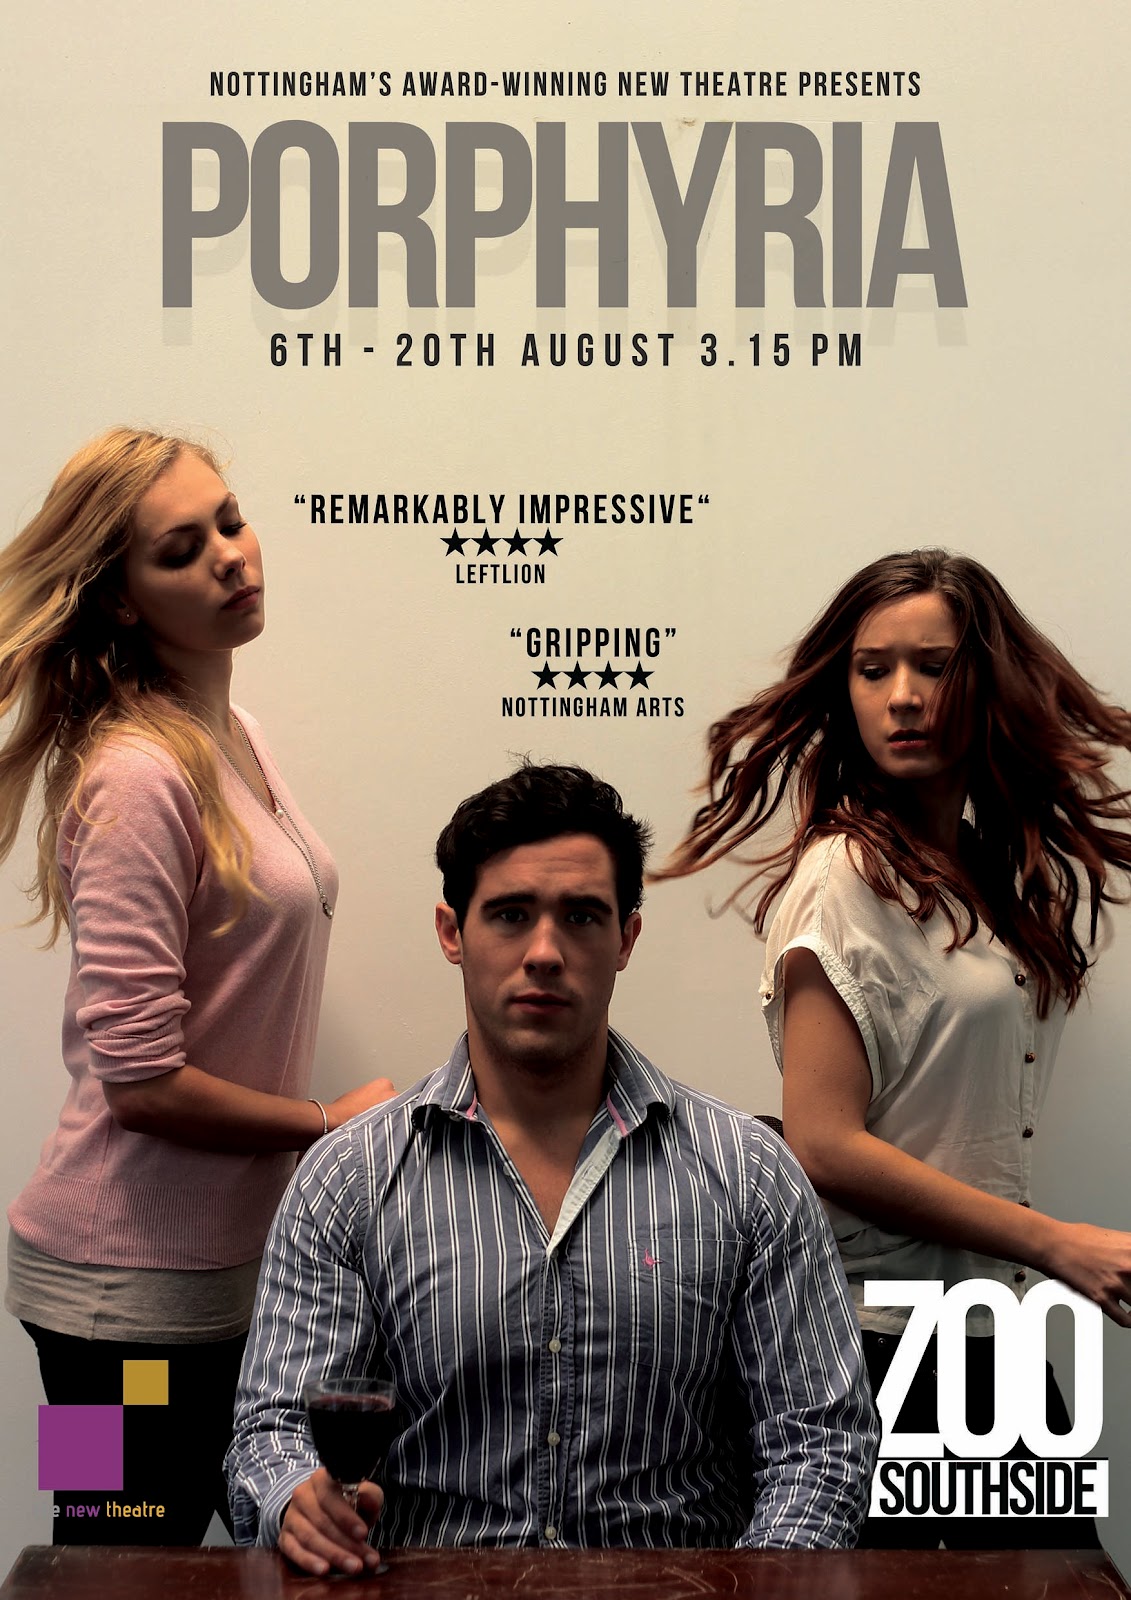 NOTTINGHAM'S AWARD-WINNING NEW THEATRE PRESENTS
PORPHYRIA
6TH - 20TH AUGUST 3.15 PM
“REMARKABLY IMPRESSIVE“
★★★★
LEFTLION
“GRIPPING”
★★★★
NOTTINGHAM ARTS
ZOO
SOUTHSIDE
new theatre